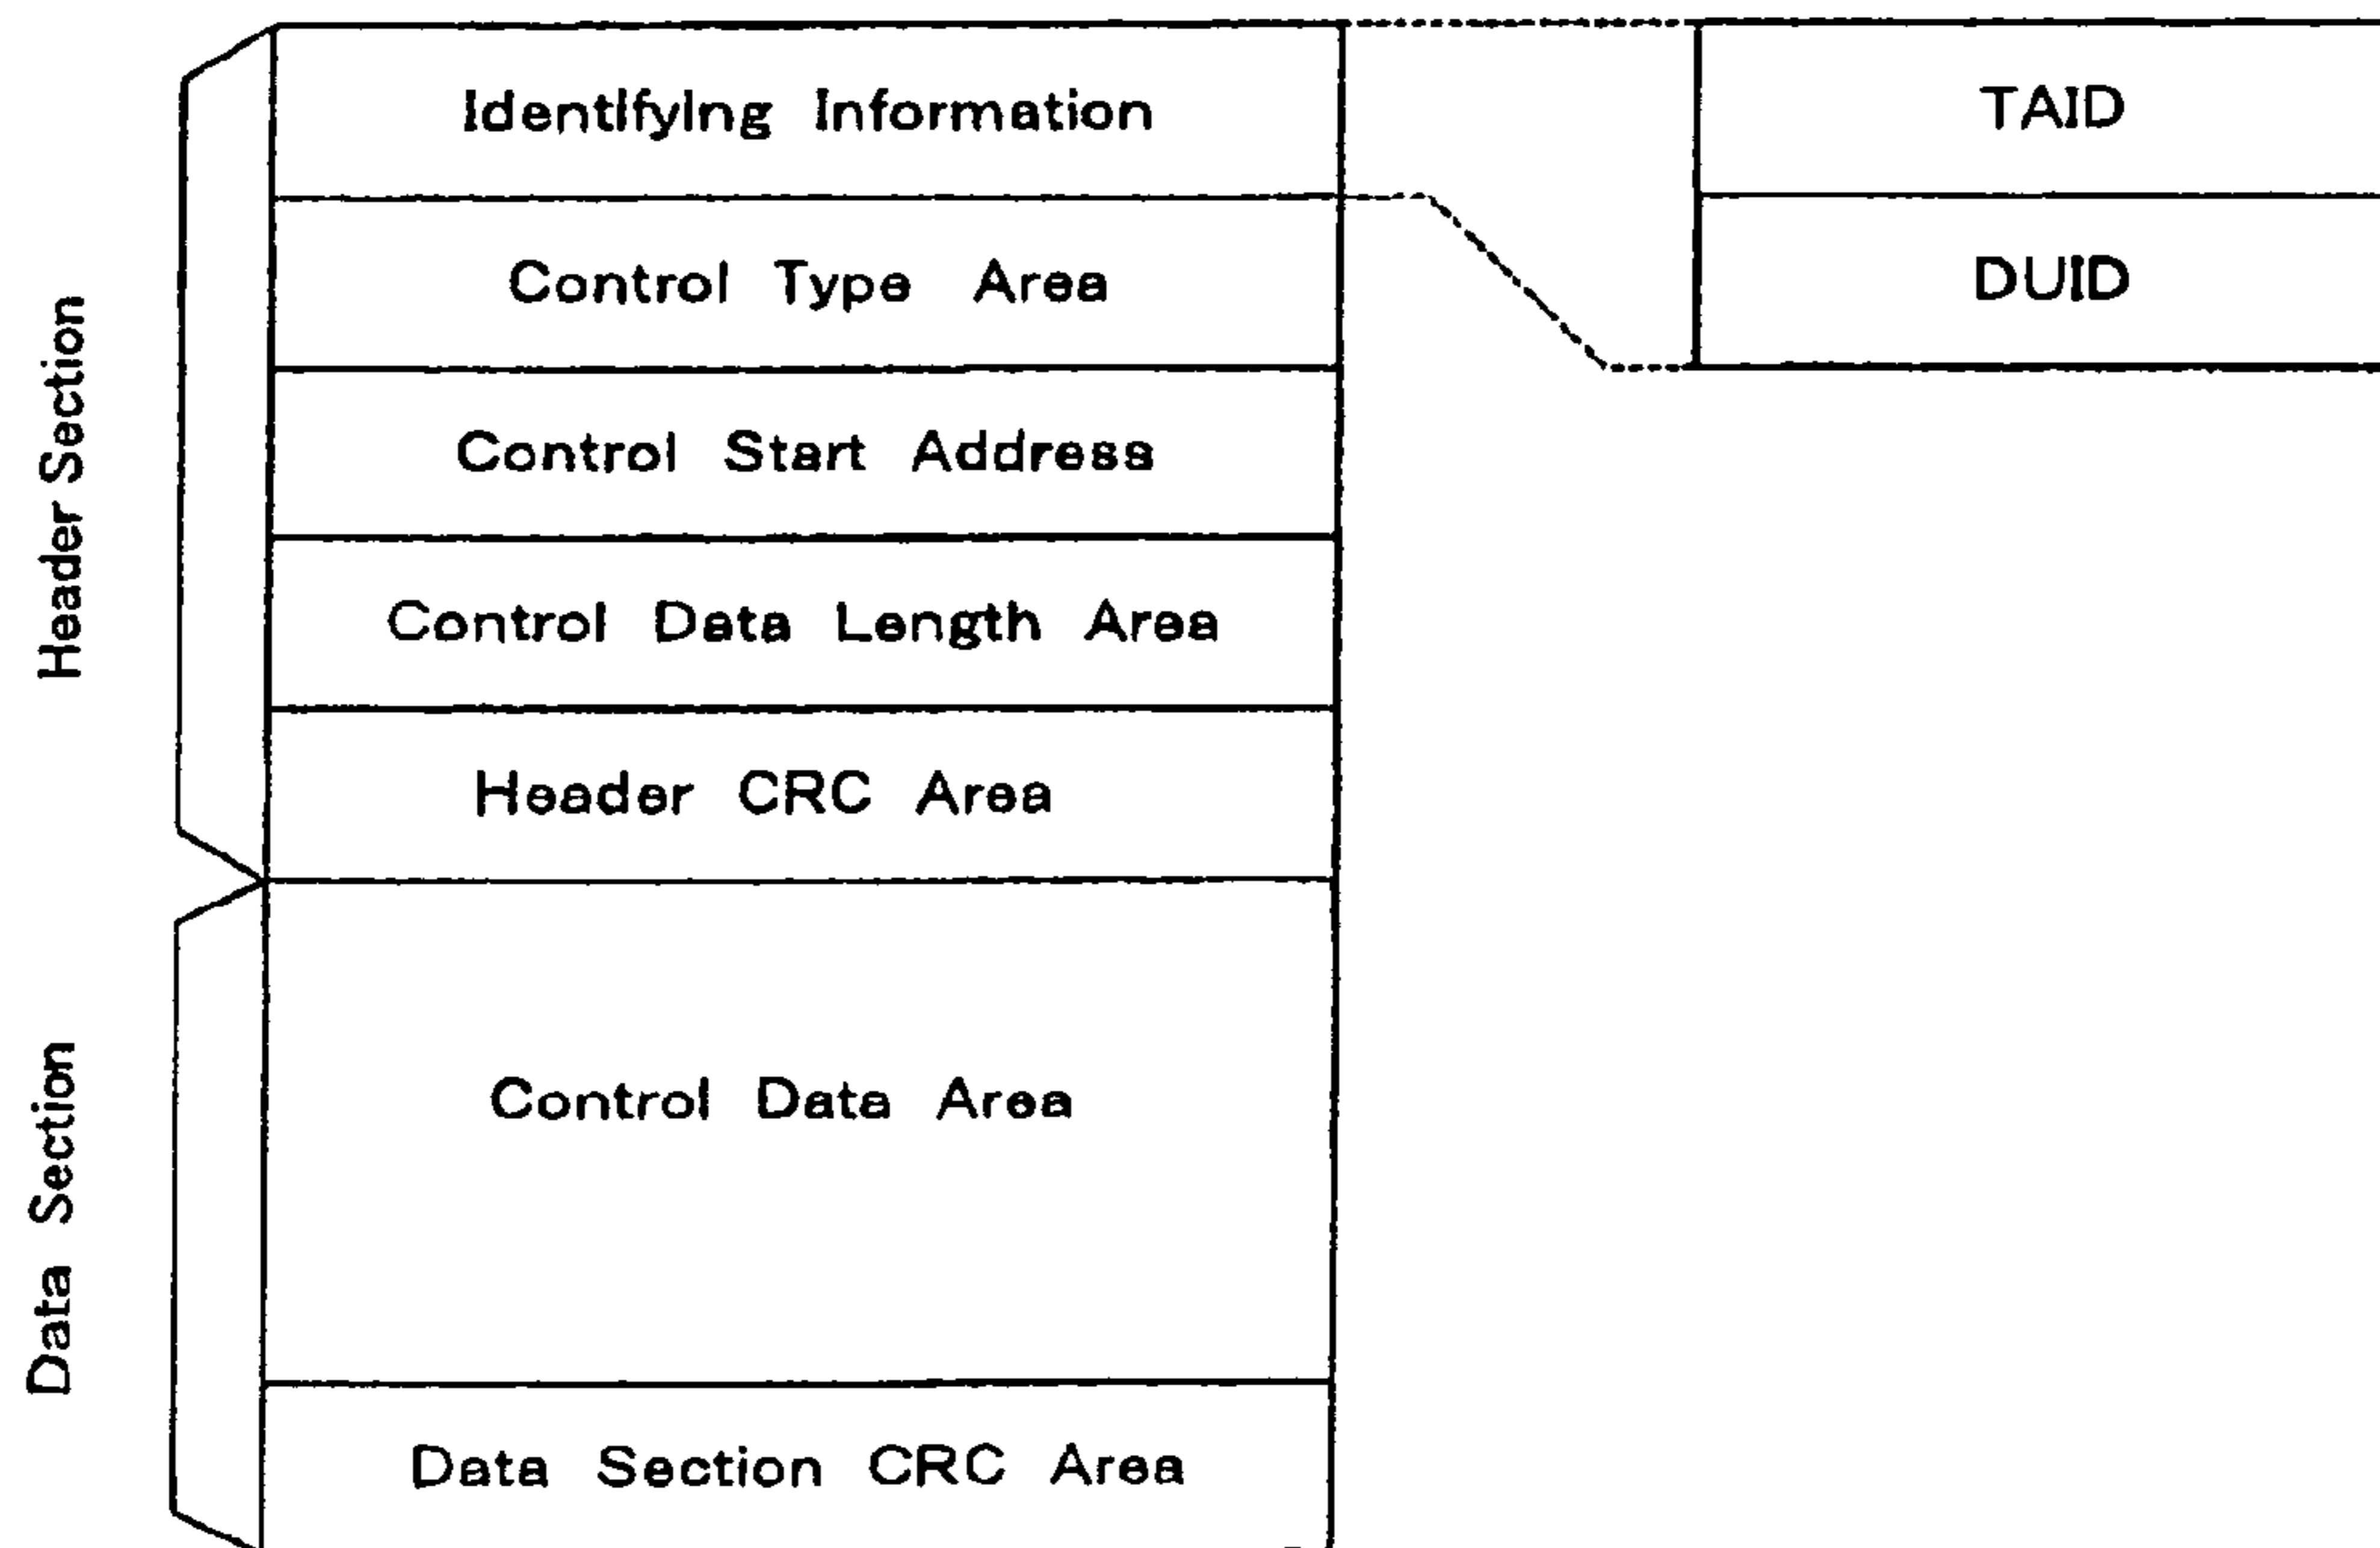 Identifying Information
TAID
Control Type Area
DUID
Control Start Address
Control Data Length Area
Header CRC Area
Header Section
Control Data Area
Data Section CRC Area
Data Section